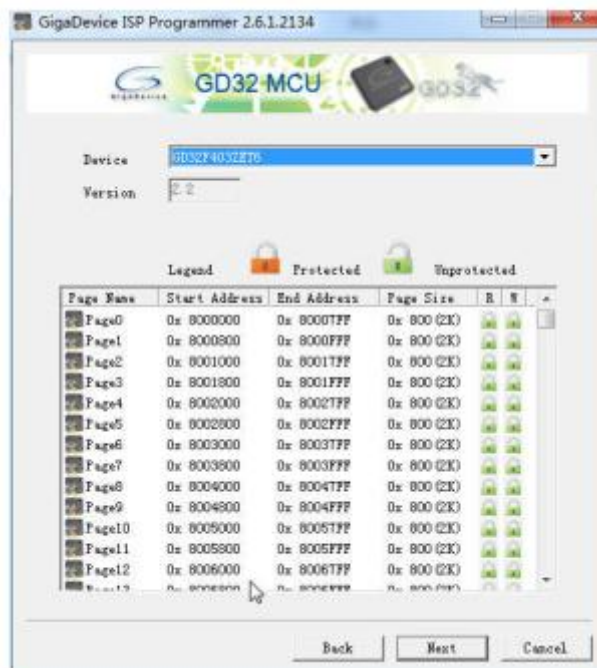 GigaDevice ISP Programmer 2.6.1.2134
GigaDevice
GD32 MCU
GD32
Device GD32F403ZET6
Version 2.2
Legend Protected Unprotected
Page Name Start Address End Address Page Size R W
Page0 0x 8000000 0x 80007FF 0x 800 (2K)
Page1 0x 8000800 0x 8000FFF 0x 800 (2K)
Page2 0x 8001000 0x 80017FF 0x 800 (2K)
Page3 0x 8001800 0x 8001FFF 0x 800 (2K)
Page4 0x 8002000 0x 80027FF 0x 800 (2K)
Page5 0x 8002800 0x 8002FFF 0x 800 (2K)
Page6 0x 8003000 0x 80037FF 0x 800 (2K)
Page7 0x 8003800 0x 8003FFF 0x 800 (2K)
Page8 0x 8004000 0x 80047FF 0x 800 (2K)
Page9 0x 8004800 0x 8004FFF 0x 800 (2K)
Page10 0x 8005000 0x 80057FF 0x 800 (2K)
Page11 0x 8005800 0x 8005FFF 0x 800 (2K)
Page12 0x 8006000 0x 80067FF 0x 800 (2K)
Back Next Cancel